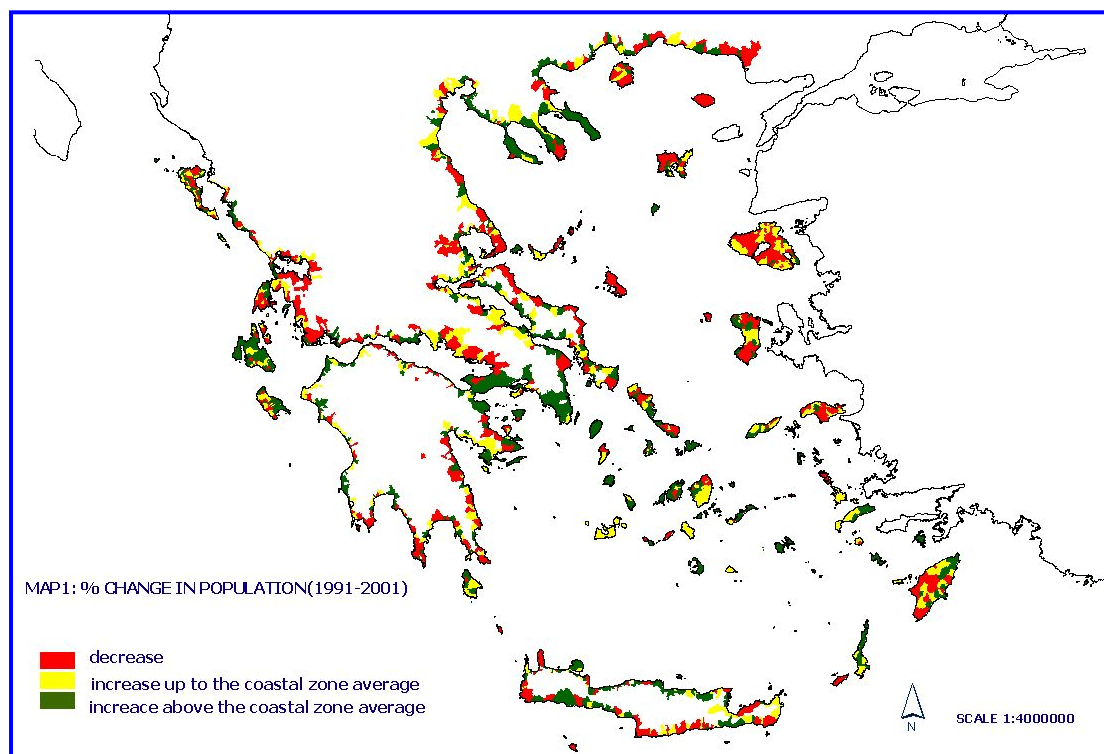 MAP1: % CHANGE IN POPULATION(1991-2001)
decrease
increase up to the coastal zone average
increace above the coastal zone average
N
SCALE 1:4000000